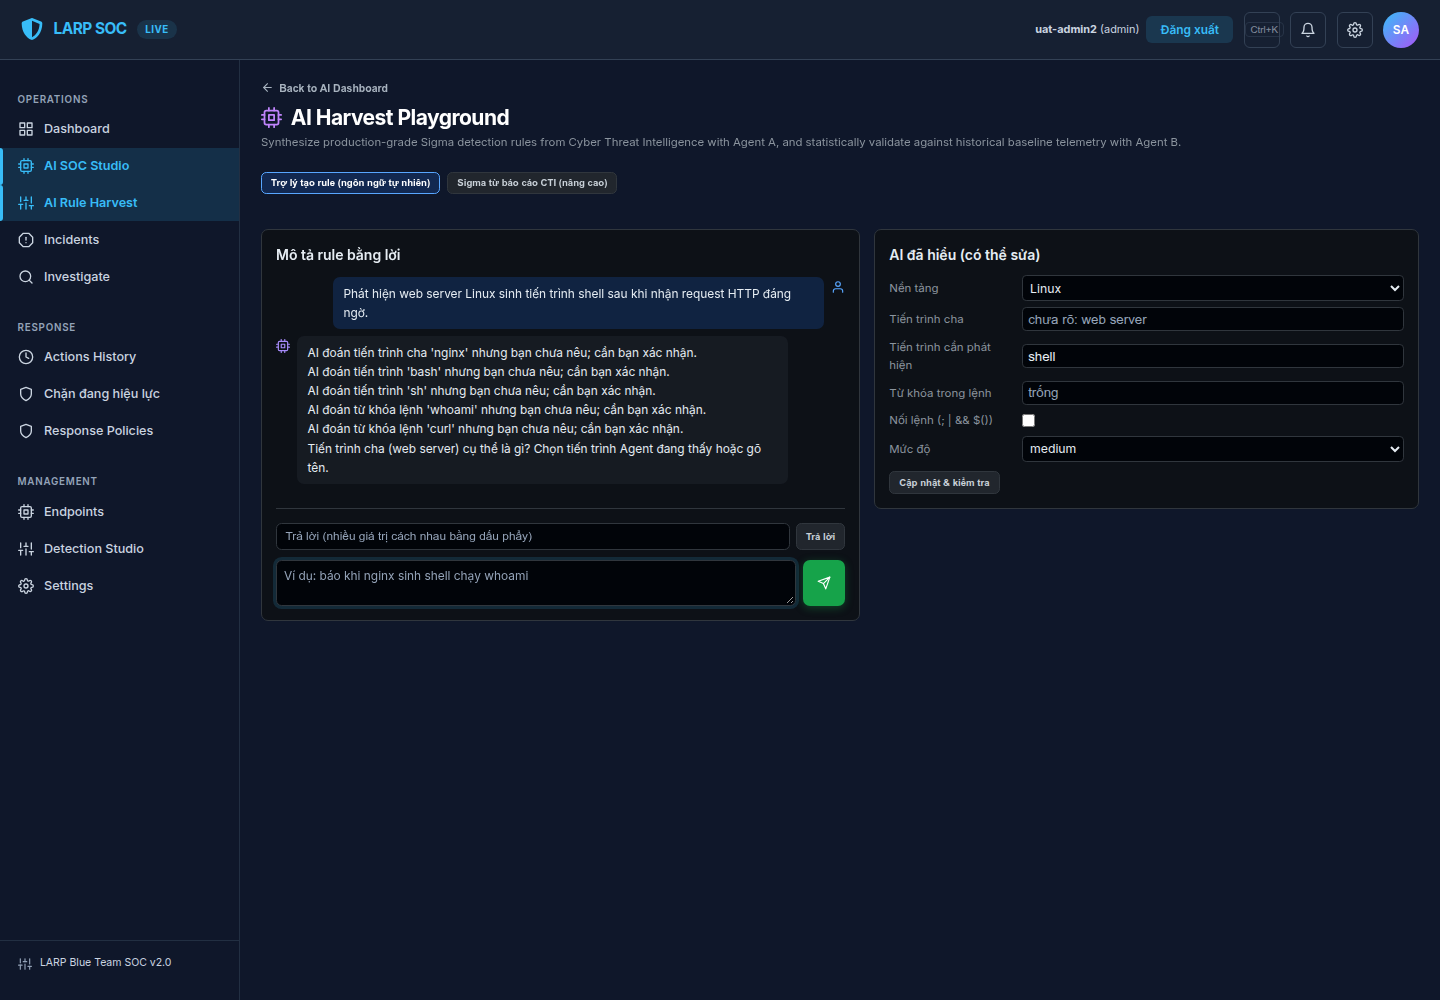 LARP SOC LIVE
uat-admin2 (admin) Đăng xuất Ctrl+K SA
OPERATIONS
Dashboard
AI SOC Studio
AI Rule Harvest
Incidents
Investigate
RESPONSE
Actions History
Chặn đang hiệu lực
Response Policies
MANAGEMENT
Endpoints
Detection Studio
Settings
LARP Blue Team SOC v2.0
Back to AI Dashboard
AI Harvest Playground
Synthesize production-grade Sigma detection rules from Cyber Threat Intelligence with Agent A, and statistically validate against historical baseline telemetry with Agent B.
Trợ lý tạo rule (ngôn ngữ tự nhiên) Sigma từ báo cáo CTI (nâng cao)
Mô tả rule bằng lời
Phát hiện web server Linux sinh tiến trình shell sau khi nhận request HTTP đáng
ngờ.
AI đoán tiến trình cha 'nginx' nhưng bạn chưa nêu; cần bạn xác nhận.
AI đoán tiến trình 'bash' nhưng bạn chưa nêu; cần bạn xác nhận.
AI đoán tiến trình 'sh' nhưng bạn chưa nêu; cần bạn xác nhận.
AI đoán từ khóa lệnh 'whoami' nhưng bạn chưa nêu; cần bạn xác nhận.
AI đoán từ khóa lệnh 'curl' nhưng bạn chưa nêu; cần bạn xác nhận.
Tiến trình cha (web server) cụ thể là gì? Chọn tiến trình Agent đang thấy hoặc gõ
tên.
Trả lời (nhiều giá trị cách nhau bằng dấu phẩy) Trả lời
Ví dụ: báo khi nginx sinh shell chạy whoami
AI đã hiểu (có thể sửa)
Nền tảng Linux
Tiến trình cha chưa rõ: web server
Tiến trình cần phát
hiện shell
Từ khóa trong lệnh trống
Nối lệnh (; | && $())
Mức độ medium
Cập nhật & kiểm tra